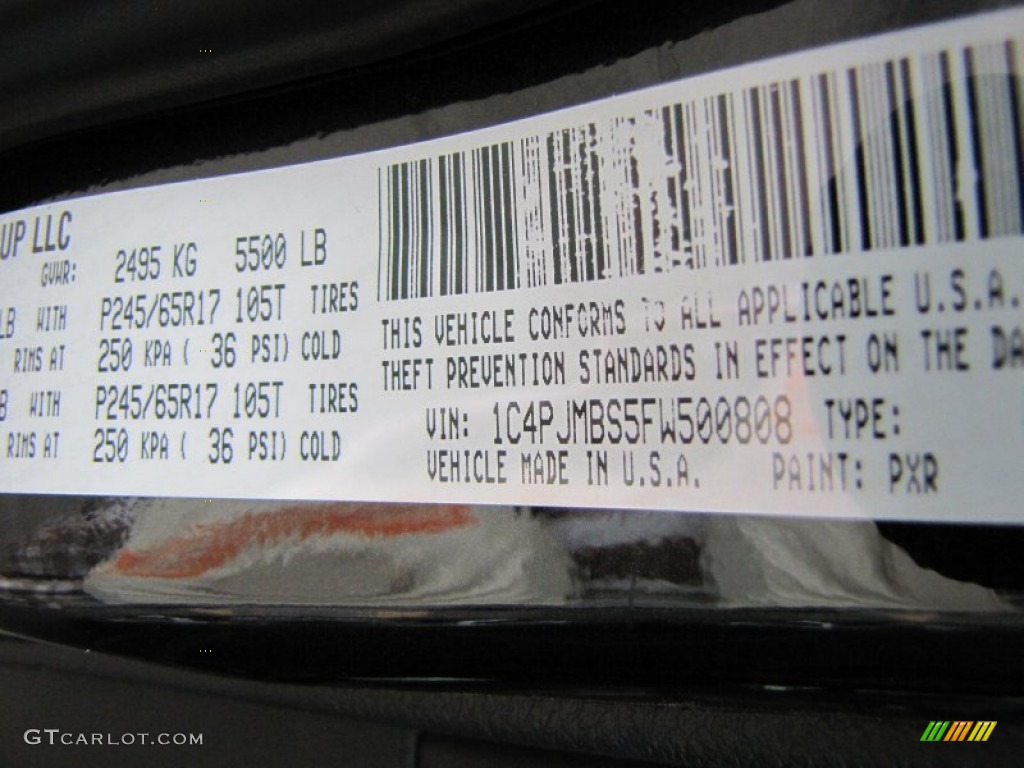 UP LLC
GVWR: 2495 KG 5500 LB
LB WITH P245/65R17 105T TIRES
RIMS AT 250 KPA ( 36 PSI) COLD
B WITH P245/65R17 105T TIRES
RIMS AT 250 KPA ( 36 PSI) COLD
THIS VEHICLE CONFORMS TO ALL APPLICABLE U.S.A.
THEFT PREVENTION STANDARDS IN EFFECT ON THE DA
VIN: 1C4PJMBS5FW500808 TYPE:
VEHICLE MADE IN U.S.A. PAINT: PXR
GTCARLOT.COM